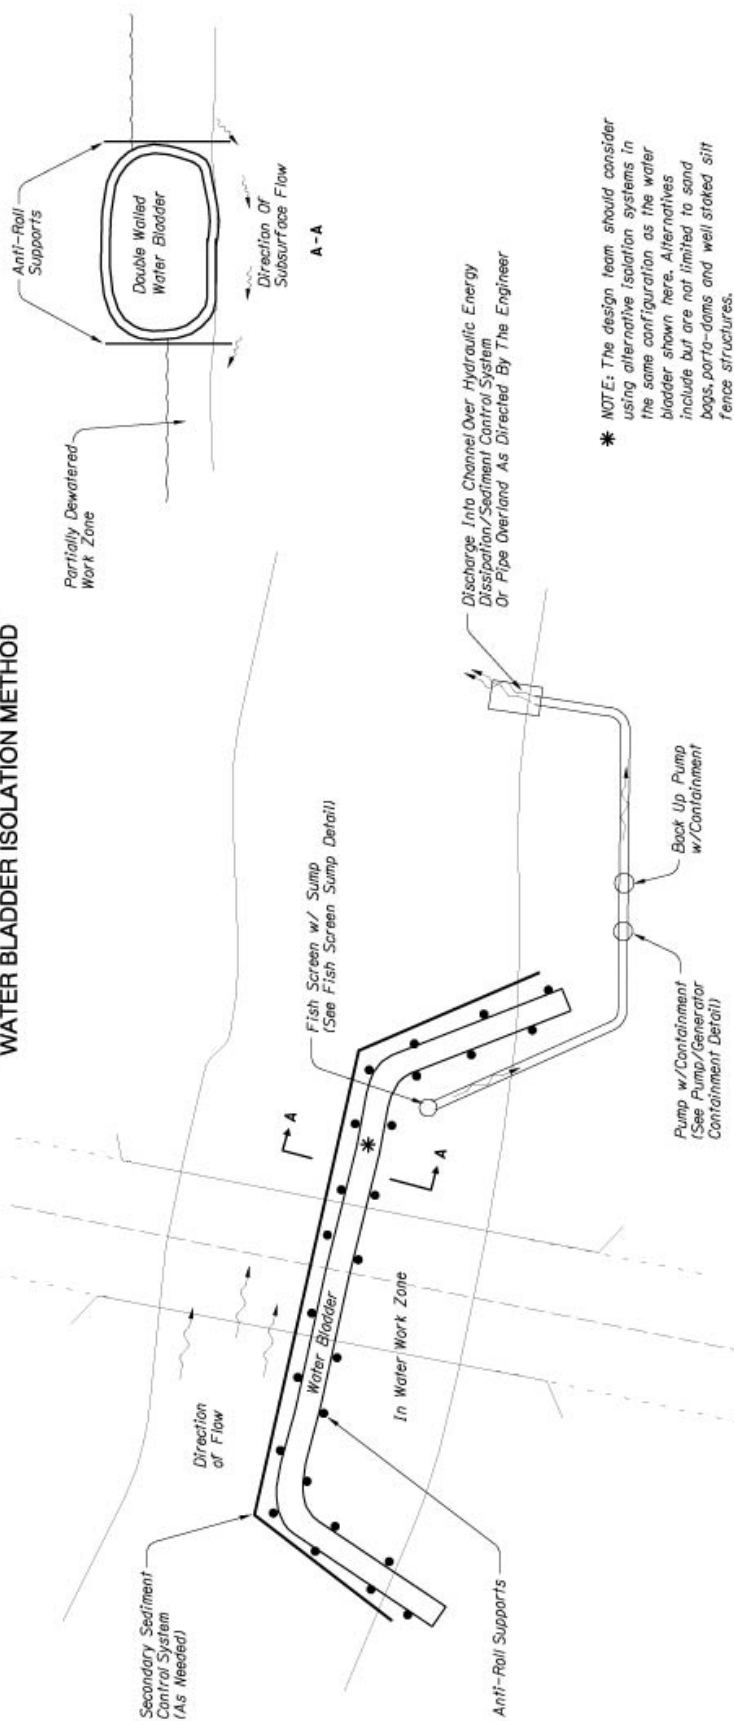 WATER BLADDER ISOLATION METHOD
Secondary Sediment
Control System
(As Needed)
Direction
of Flow
Water Bladder
In Water Work Zone
Anti-Roll Supports
A
A
Fish Screen w/ Sump
(See Fish Screen Sump Detail)
Pump w/Containment
(See Pump/Generator
Containment Detail)
Back Up Pump
w/Containment
Discharge Into Channel Over Hydraulic Energy
Dissipation/Sediment Control System
Or Pipe Overland As Directed By The Engineer
Partially Dewatered
Work Zone
Anti-Roll
Supports
Double Walled
Water Bladder
Direction Of
Subsurface Flow
A-A
* NOTE: The design team should consider
using alternative isolation systems in
the same configuration as the water
bladder shown here. Alternatives
include but are not limited to sand
bags, porta-dams and well staked silt
fence structures.